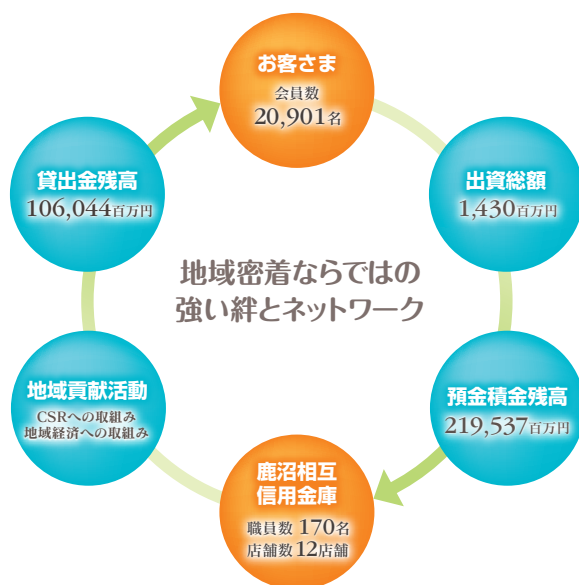 お客さま
会員数
20,901名
出資総額
1,430百万円
預金積金残高
219,537百万円
鹿沼相互
信用金庫
職員数 170名
店舗数 12店舗
地域貢献活動
CSRへの取組み
地域経済への取組み
貸出金残高
106,044百万円
地域密着ならではの
強い絆とネットワーク